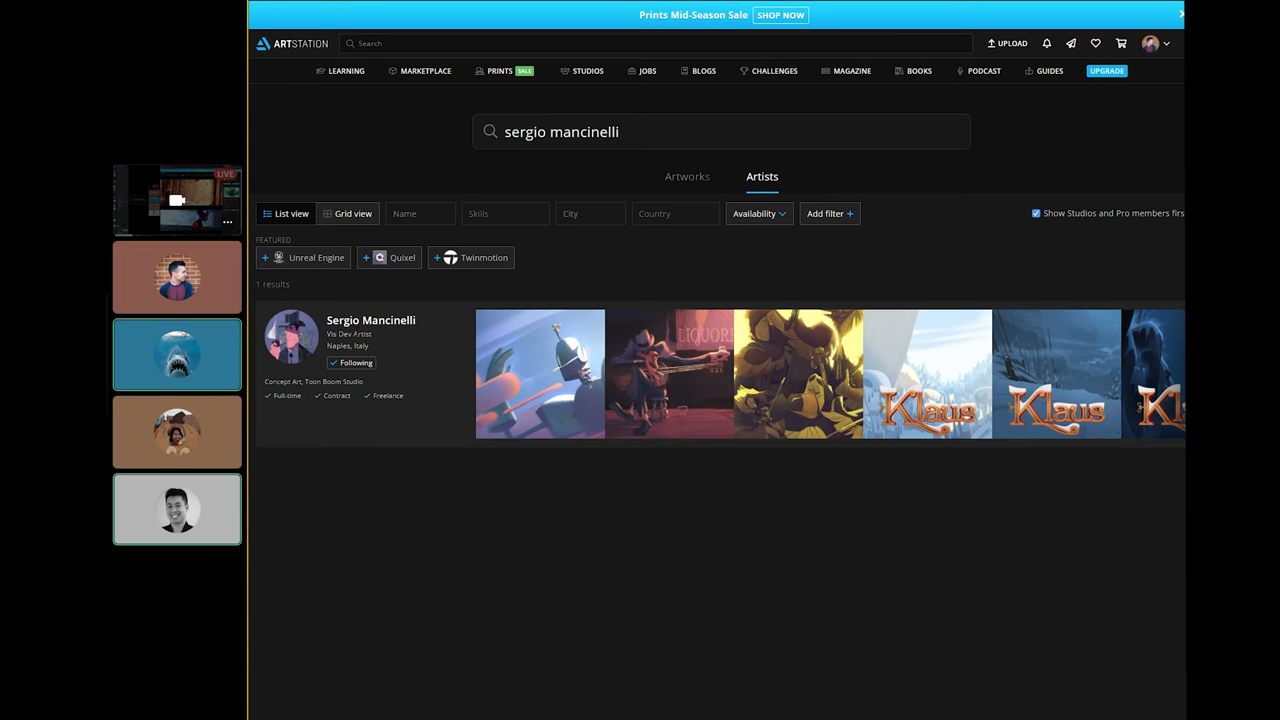 Prints Mid-Season Sale SHOP NOW
ARTSTATION Search UPLOAD
LEARNING MARKETPLACE PRINTS SALE STUDIOS JOBS BLOGS CHALLENGES MAGAZINE BOOKS PODCAST GUIDES UPGRADE
sergio mancinelli
Artworks Artists
LIVE
List view Grid view Name Skills City Country Availability Add filter + Show Studios and Pro members firs
FEATURED
+ Unreal Engine + Quixel + Twinmotion
1 results
Sergio Mancinelli
Vis Dev Artist
Naples, Italy
Following
Concept Art, Toon Boom Studio
Full-time Contract Freelance
LIQUORE
Klaus
Klaus
Kl